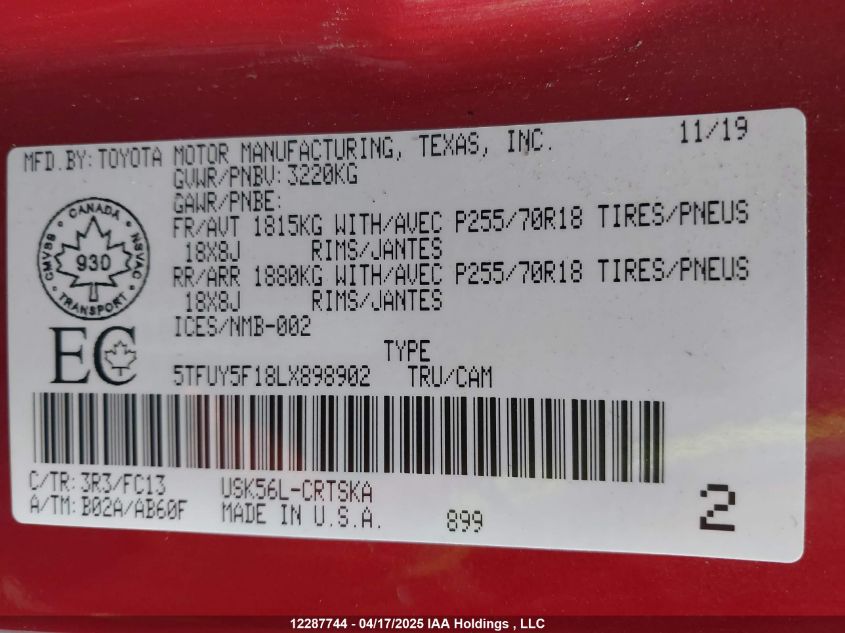 MFD.BY: TOYOTA MOTOR MANUFACTURING, TEXAS, INC. 11/19
GVWR/PNBV: 3220KG
GAWR/PNBE:
FR/AVT 1815KG WITH/AVEC P255/70R18 TIRES/PNEUS
18X8J RIMS/JANTES
RR/ARR 1880KG WITH/AVEC P255/70R18 TIRES/PNEUS
18X8J RIMS/JANTES
ICES/NMB-002
CANADA
CMVSS 930 NSVAC
TRANSPORT
EC
TYPE
5TFUY5F18LX898902 TRU/CAM
C/TR: 3R3/FC13 USK56L-CRTSKA
A/TM: B02A/AB60F MADE IN U.S.A. 899
2
12287744 - 04/17/2025 IAA Holdings , LLC